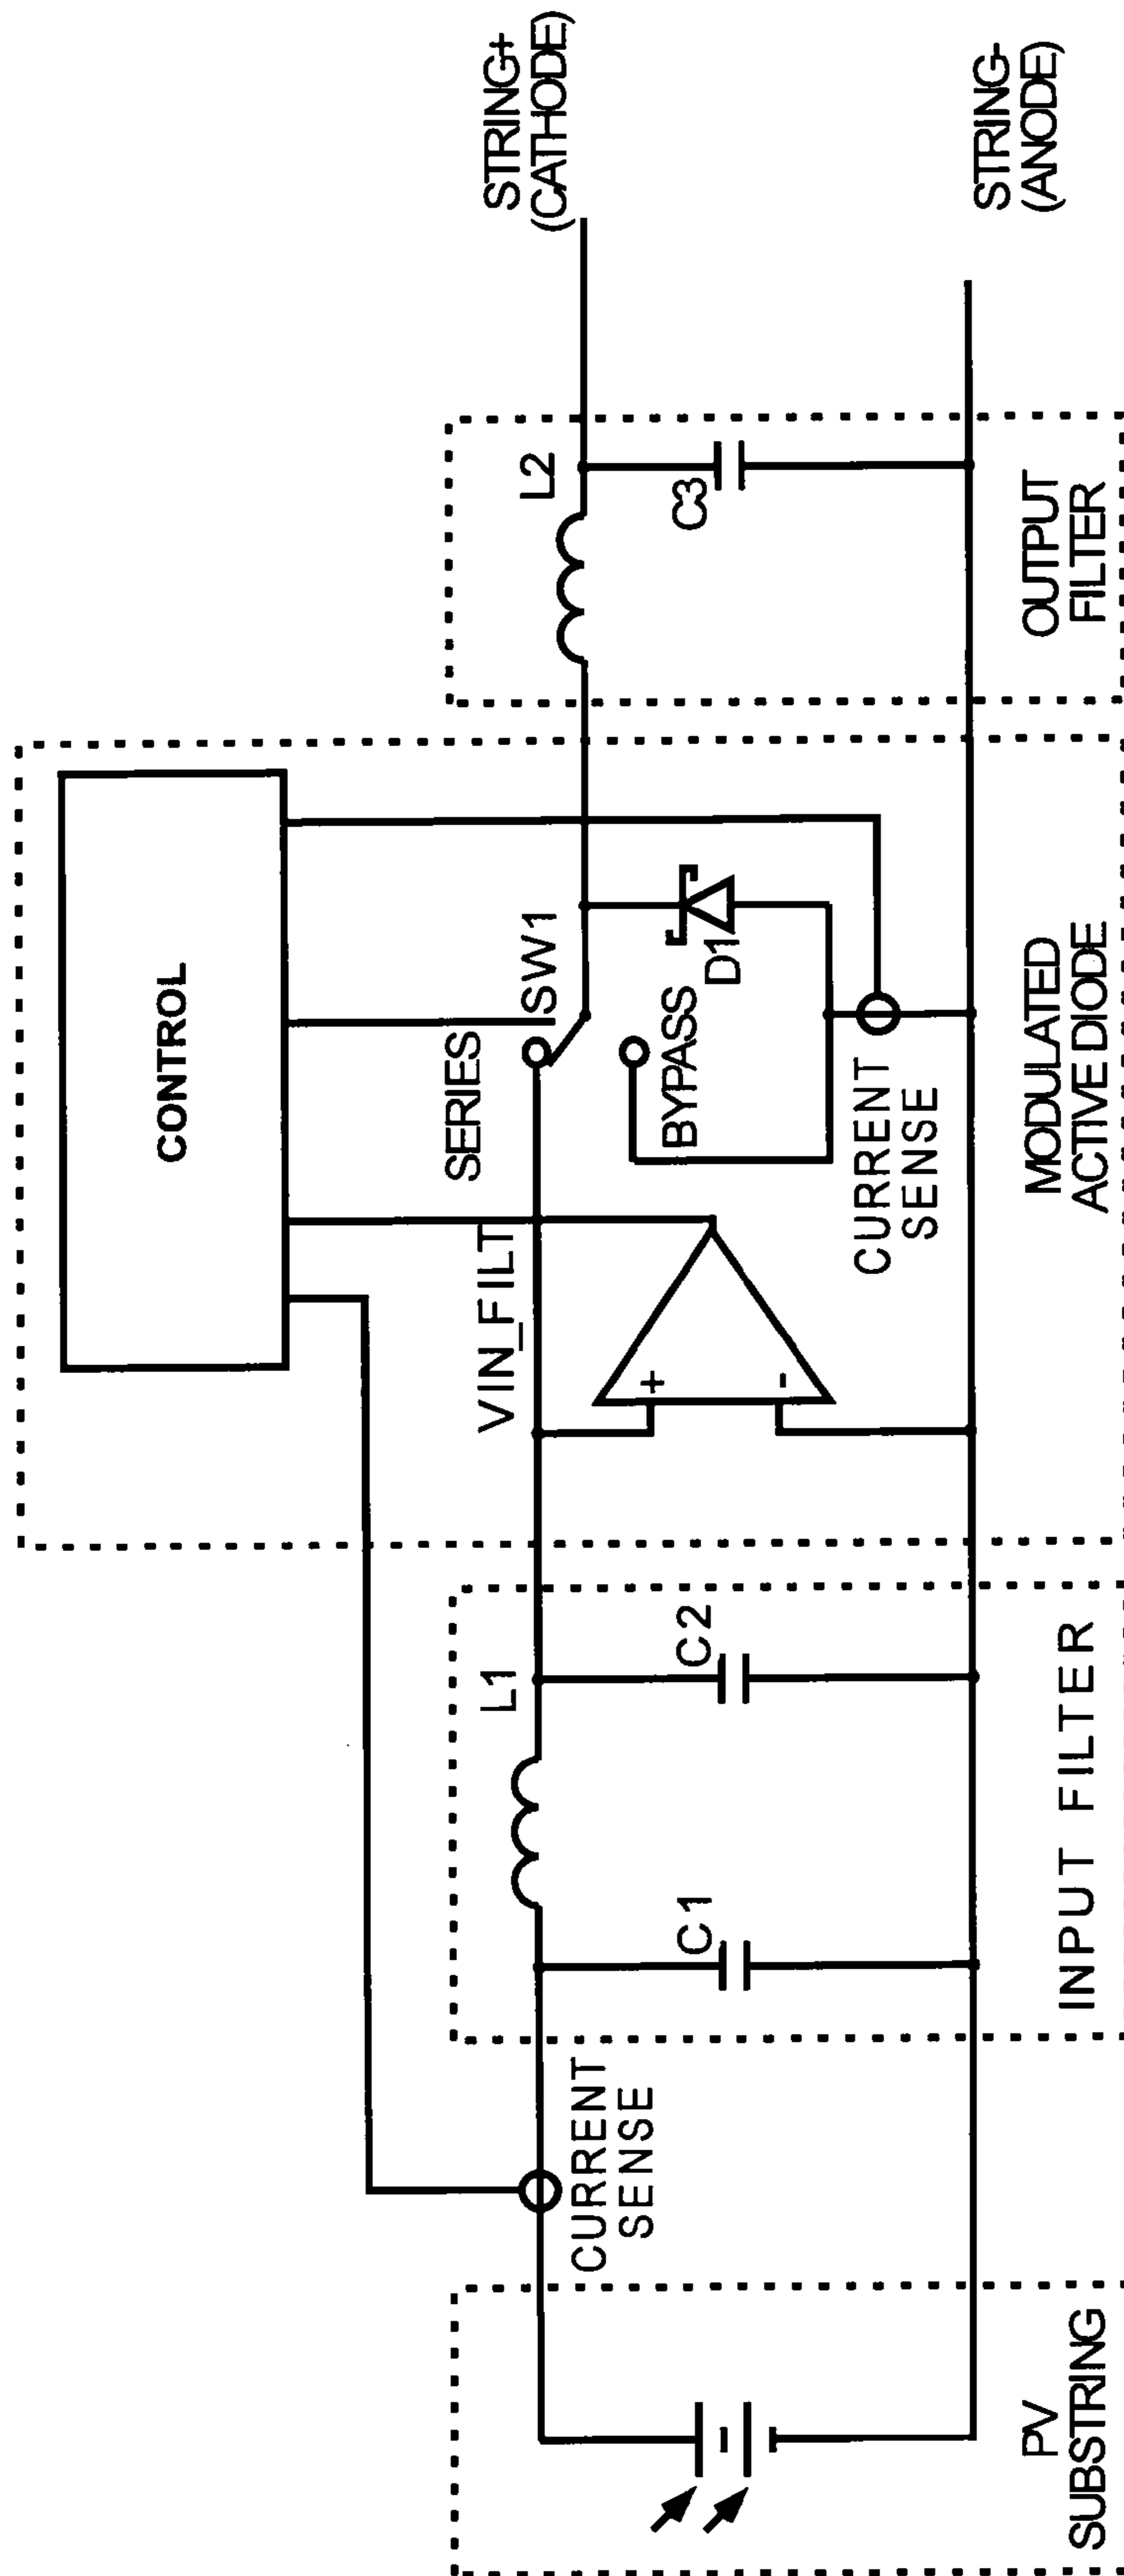 CONTROL
STRING+
(CATHODE)
STRING-
(ANODE)
L2
C3
OUTPUT
FILTER
SERIES
SW1
BYPASS
D1
CURRENT
SENSE
MODULATED
ACTIVE DIODE
VIN_FILT
+
-
L1
C2
C1
INPUT FILTER
CURRENT
SENSE
PV
SUBSTRING